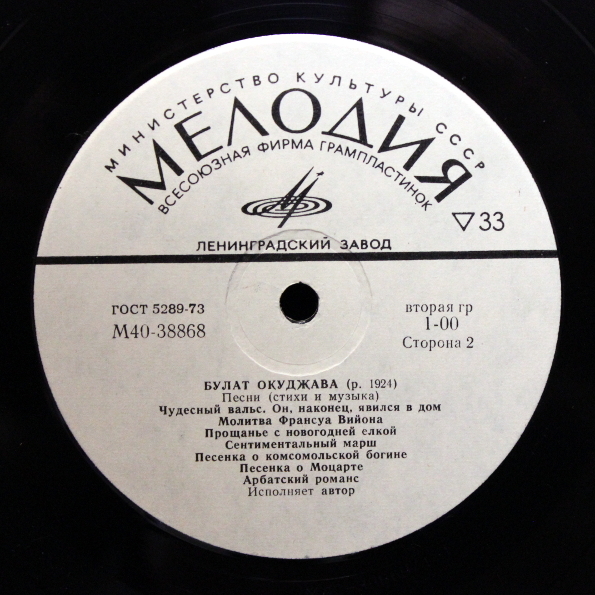 МИНИСТЕРСТВО КУЛЬТУРЫ СССР
МЕЛОДИЯ
ВСЕСОЮЗНАЯ ФИРМА ГРАМПЛАСТИНОК
▽33
ЛЕНИНГРАДСКИЙ ЗАВОД
ГОСТ 5289-73
М40-38868
вторая гр
1-00
Сторона 2
БУЛАТ ОКУДЖАВА (р. 1924)
Песни (стихи и музыка)
Чудесный вальс. Он, наконец, явился в дом
Молитва Франсуа Вийона
Прощанье с новогодней елкой
Сентиментальный марш
Песенка о комсомольской богине
Песенка о Моцарте
Арбатский романс
Исполняет автор